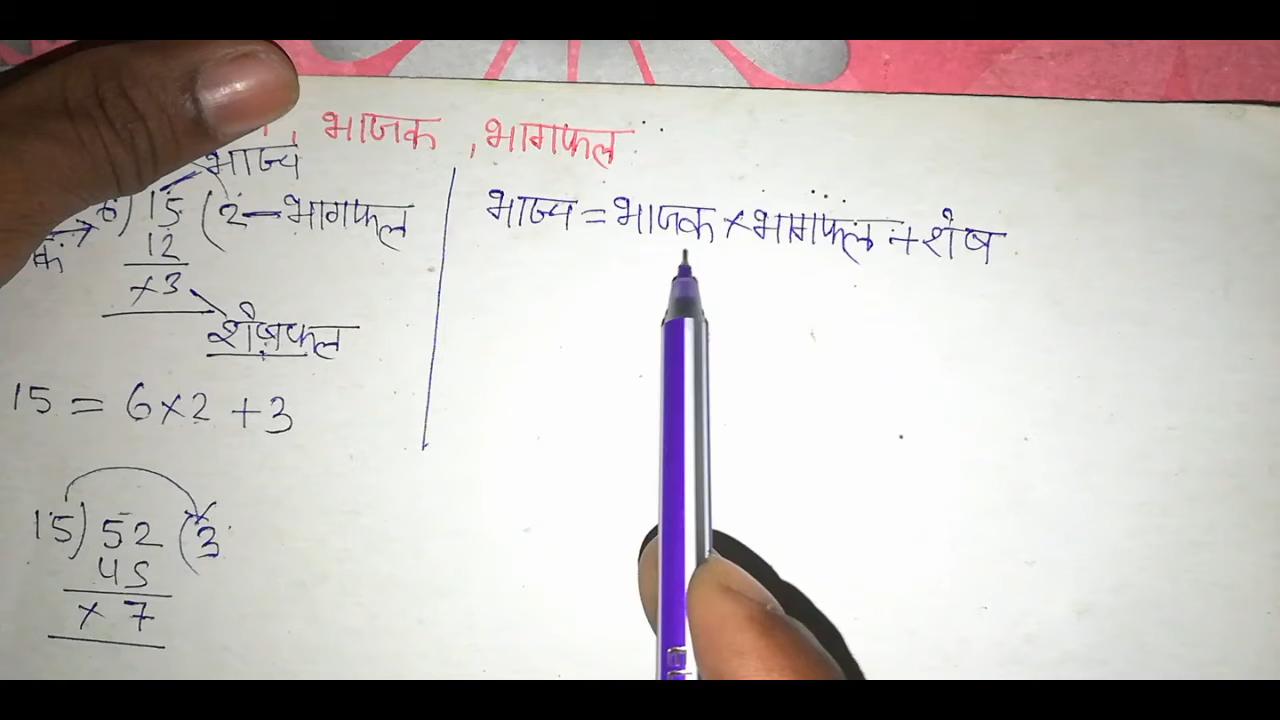 , भाजक , भागफल
भाज्य
6) 15 (2 — भागफल
क
12
× 3
शेषफल
15 = 6 × 2 + 3
15) 52 (3
45
× 7
भाज्य = भाजक × भागफल + शेष